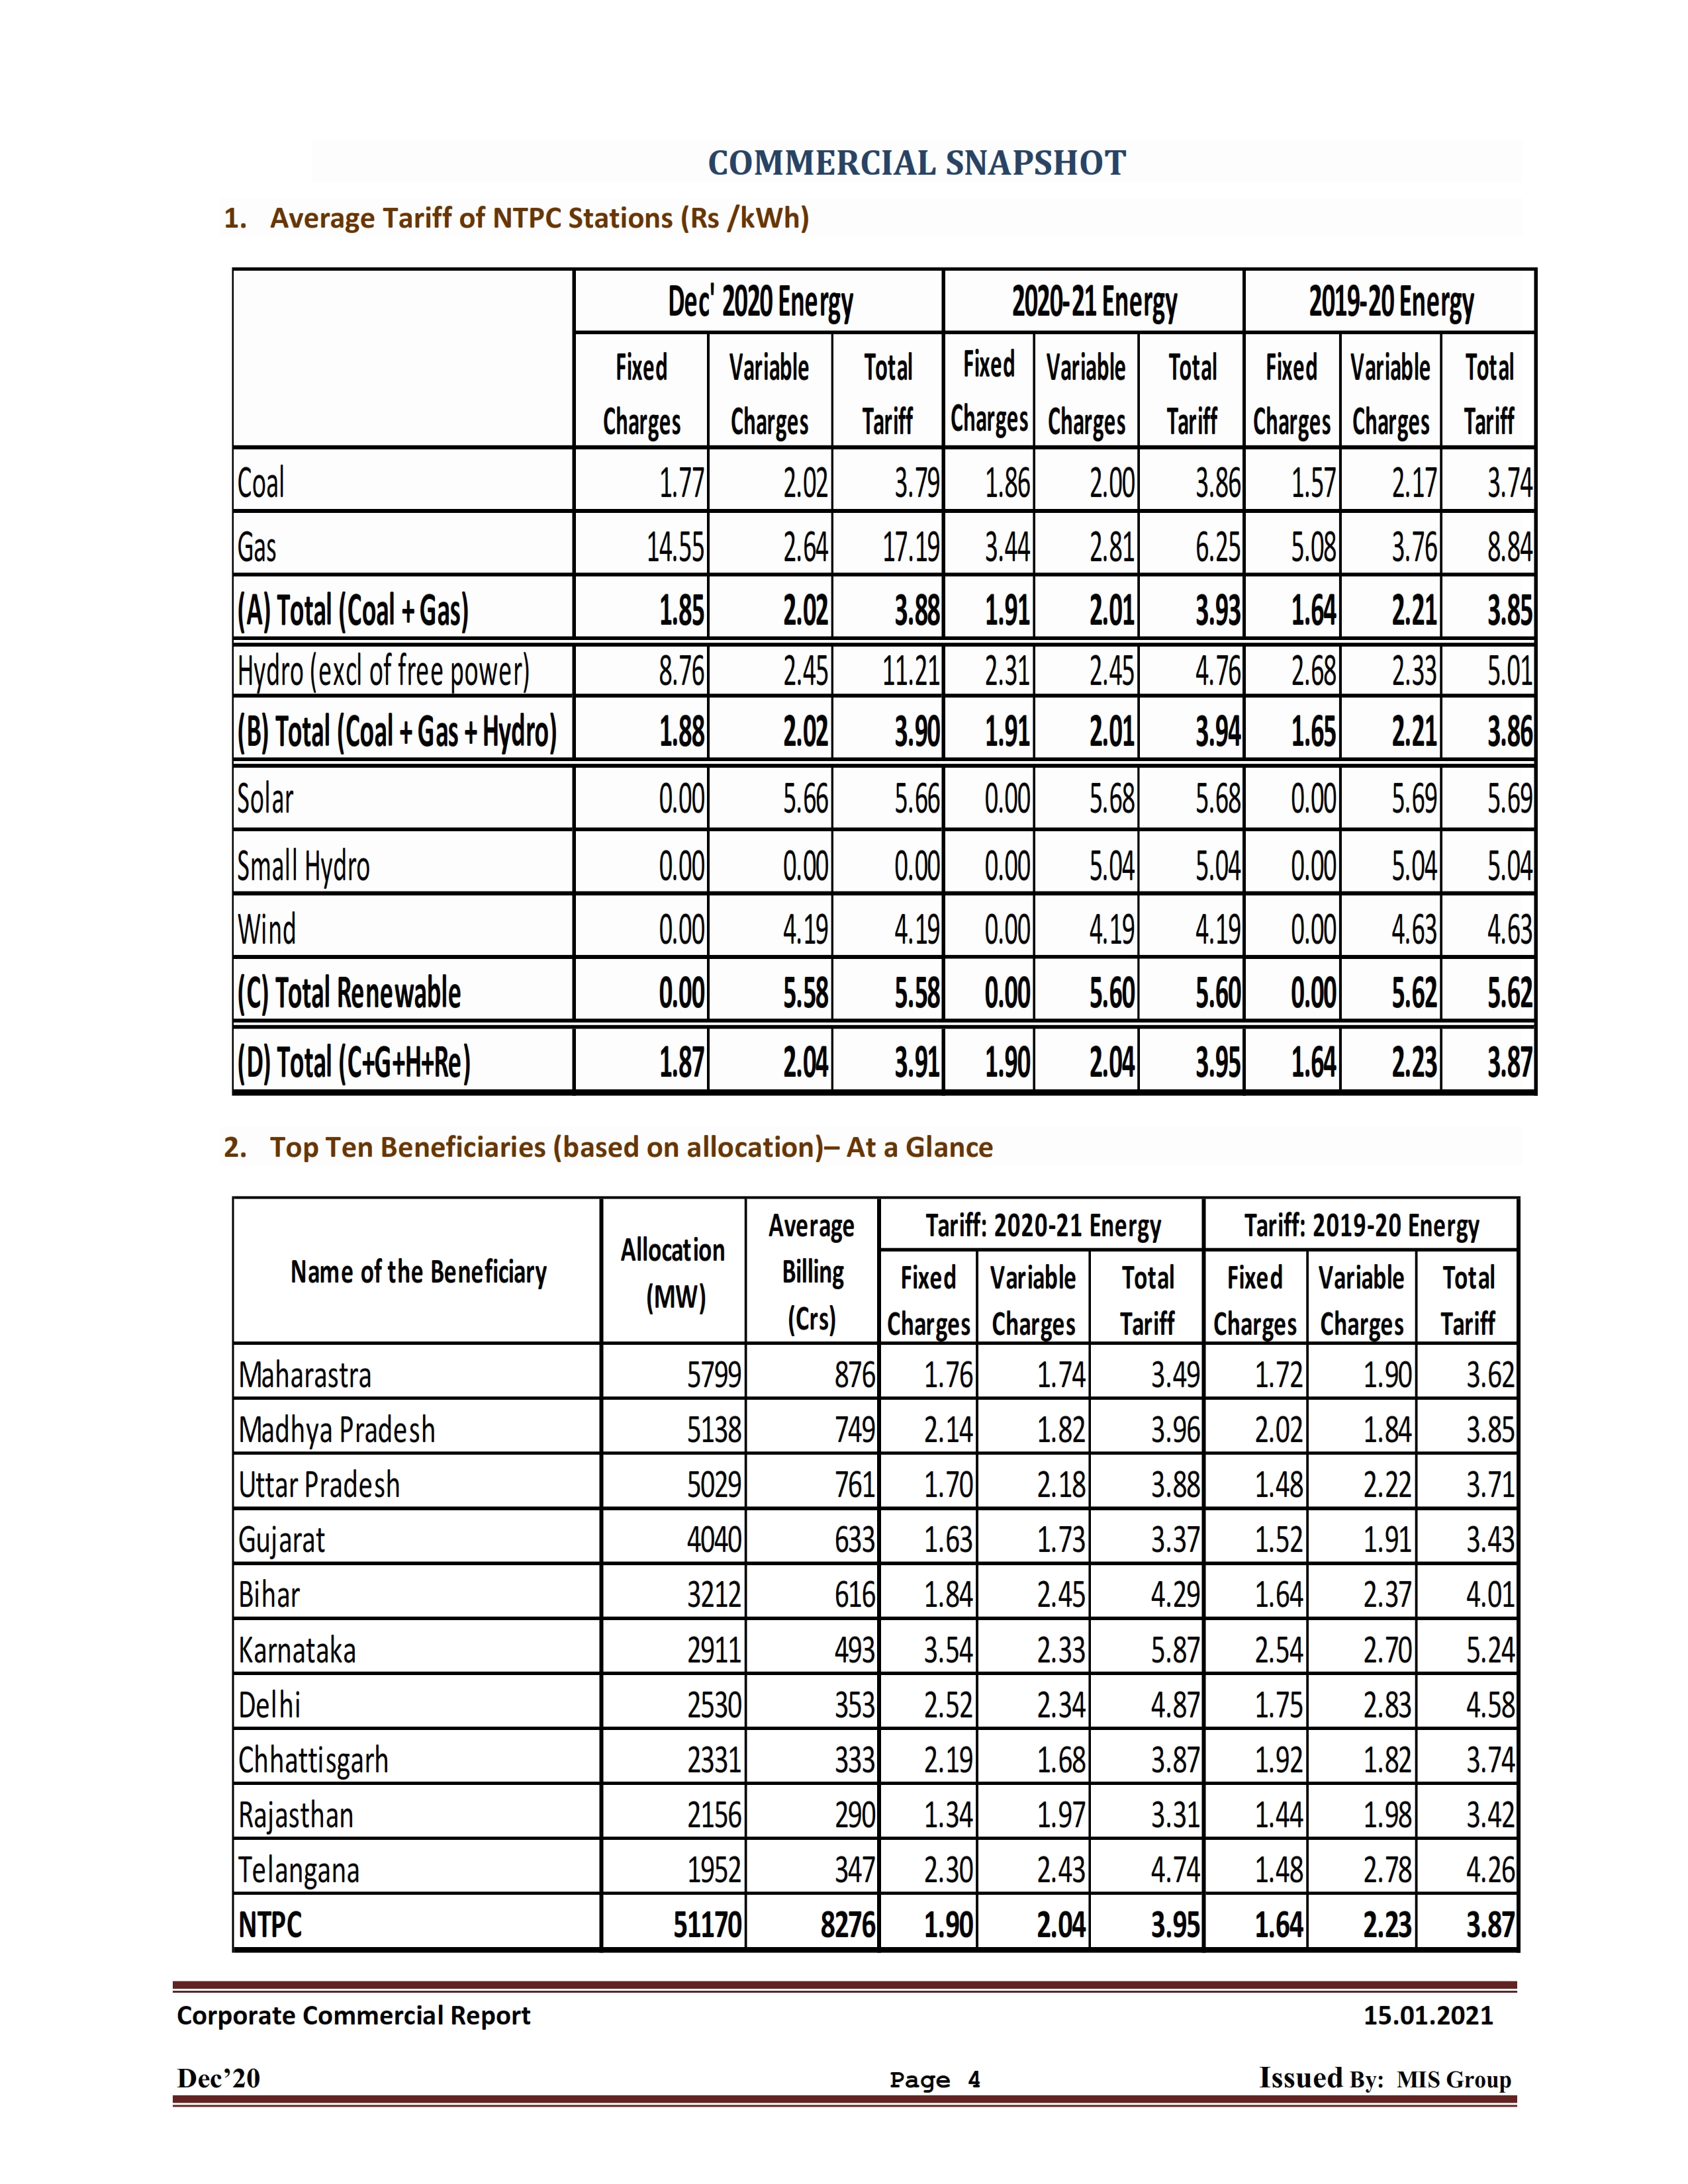 COMMERCIAL SNAPSHOT
1. Average Tariff of NTPC Stations (Rs /kWh)
Dec' 2020 Energy 2020-21 Energy 2019-20 Energy
Fixed Charges Variable Charges Total Tariff Fixed Charges Variable Charges Total Tariff Fixed Charges Variable Charges Total Tariff
Coal 1.77 2.02 3.79 1.86 2.00 3.86 1.57 2.17 3.74
Gas 14.55 2.64 17.19 3.44 2.81 6.25 5.08 3.76 8.84
(A) Total (Coal + Gas) 1.85 2.02 3.88 1.91 2.01 3.93 1.64 2.21 3.85
Hydro (excl of free power) 8.76 2.45 11.21 2.31 2.45 4.76 2.68 2.33 5.01
(B) Total (Coal + Gas + Hydro) 1.88 2.02 3.90 1.91 2.01 3.94 1.65 2.21 3.86
Solar 0.00 5.66 5.66 0.00 5.68 5.68 0.00 5.69 5.69
Small Hydro 0.00 0.00 0.00 0.00 5.04 5.04 0.00 5.04 5.04
Wind 0.00 4.19 4.19 0.00 4.19 4.19 0.00 4.63 4.63
(C) Total Renewable 0.00 5.58 5.58 0.00 5.60 5.60 0.00 5.62 5.62
(D) Total (C+G+H+Re) 1.87 2.04 3.91 1.90 2.04 3.95 1.64 2.23 3.87
2. Top Ten Beneficiaries (based on allocation)– At a Glance
Name of the Beneficiary Allocation (MW) Average Billing (Crs) Tariff: 2020-21 Energy Tariff: 2019-20 Energy
Fixed Charges Variable Charges Total Tariff Fixed Charges Variable Charges Total Tariff
Maharastra 5799 876 1.76 1.74 3.49 1.72 1.90 3.62
Madhya Pradesh 5138 749 2.14 1.82 3.96 2.02 1.84 3.85
Uttar Pradesh 5029 761 1.70 2.18 3.88 1.48 2.22 3.71
Gujarat 4040 633 1.63 1.73 3.37 1.52 1.91 3.43
Bihar 3212 616 1.84 2.45 4.29 1.64 2.37 4.01
Karnataka 2911 493 3.54 2.33 5.87 2.54 2.70 5.24
Delhi 2530 353 2.52 2.34 4.87 1.75 2.83 4.58
Chhattisgarh 2331 333 2.19 1.68 3.87 1.92 1.82 3.74
Rajasthan 2156 290 1.34 1.97 3.31 1.44 1.98 3.42
Telangana 1952 347 2.30 2.43 4.74 1.48 2.78 4.26
NTPC 51170 8276 1.90 2.04 3.95 1.64 2.23 3.87
Corporate Commercial Report 15.01.2021
Dec’20 Page 4 Issued By: MIS Group